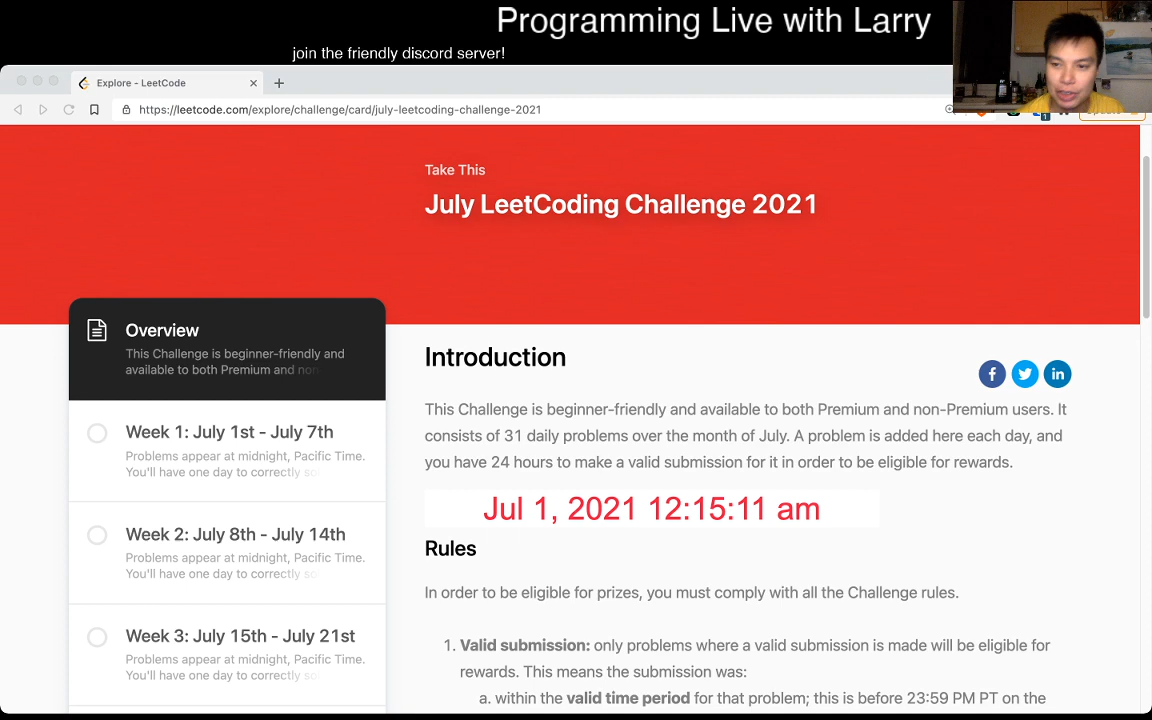 Programming Live with Larry
join the friendly discord server!
Explore - LeetCode
https://leetcode.com/explore/challenge/card/july-leetcoding-challenge-2021
1
Take This
July LeetCoding Challenge 2021
Overview
This Challenge is beginner-friendly and
available to both Premium and non
Week 1: July 1st - July 7th
Problems appear at midnight, Pacific Time.
You'll have one day to correctly so
Week 2: July 8th - July 14th
Problems appear at midnight, Pacific Time.
You'll have one day to correctly so
Week 3: July 15th - July 21st
Problems appear at midnight, Pacific Time.
You'll have one day to correctly so
Introduction
This Challenge is beginner-friendly and available to both Premium and non-Premium users. It
consists of 31 daily problems over the month of July. A problem is added here each day, and
you have 24 hours to make a valid submission for it in order to be eligible for rewards.
Jul 1, 2021 12:15:11 am
Rules
In order to be eligible for prizes, you must comply with all the Challenge rules.
1. Valid submission: only problems where a valid submission is made will be eligible for
rewards. This means the submission was:
a. within the valid time period for that problem; this is before 23:59 PM PT on the